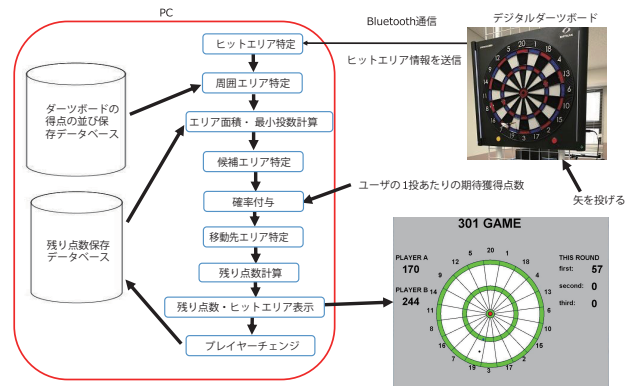 PC
Bluetooth通信
デジタルダーツボード
ヒットエリア特定
ヒットエリア情報を送信
周囲エリア特定
ダーツボードの
得点の並び保
存データベース
エリア面積・ 最小投数計算
候補エリア特定
ユーザの1投あたりの期待獲得点数
確率付与
矢を投げる
移動先エリア特定
残り点数保存
データベース
残り点数計算
残り点数・ヒットエリア表示
プレイヤーチェンジ
301 GAME
PLAYER A
170
PLAYER B
244
THIS ROUND
first: 57
second: 0
third: 0
20
1
18
4
13
6
10
15
2
17
3
19
7
16
8
11
14
9
12
5